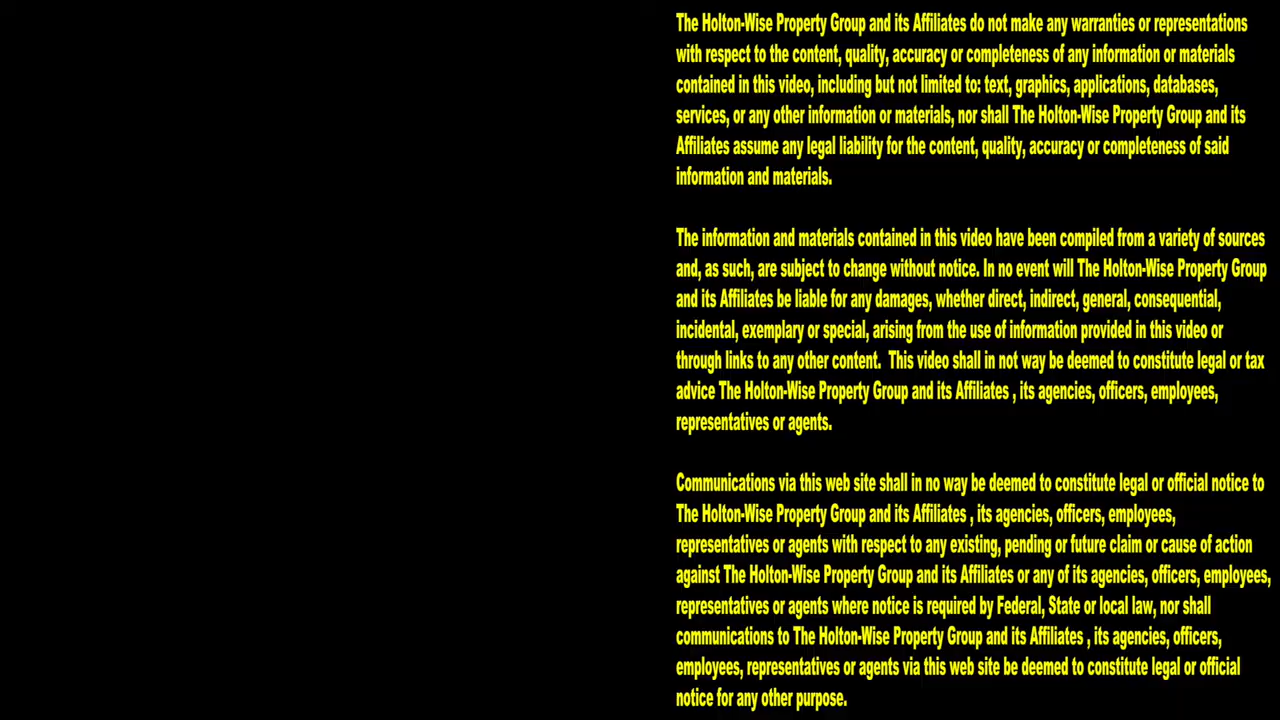 The Holton-Wise Property Group and its Affiliates do not make any warranties or representations
with respect to the content, quality, accuracy or completeness of any information or materials
contained in this video, including but not limited to: text, graphics, applications, databases,
services, or any other information or materials, nor shall The Holton-Wise Property Group and its
Affiliates assume any legal liability for the content, quality, accuracy or completeness of said
information and materials.
The information and materials contained in this video have been compiled from a variety of sources
and, as such, are subject to change without notice. In no event will The Holton-Wise Property Group
and its Affiliates be liable for any damages, whether direct, indirect, general, consequential,
incidental, exemplary or special, arising from the use of information provided in this video or
through links to any other content.  This video shall in not way be deemed to constitute legal or tax
advice The Holton-Wise Property Group and its Affiliates , its agencies, officers, employees,
representatives or agents.
Communications via this web site shall in no way be deemed to constitute legal or official notice to
The Holton-Wise Property Group and its Affiliates , its agencies, officers, employees,
representatives or agents with respect to any existing, pending or future claim or cause of action
against The Holton-Wise Property Group and its Affiliates or any of its agencies, officers, employees,
representatives or agents where notice is required by Federal, State or local law, nor shall
communications to The Holton-Wise Property Group and its Affiliates , its agencies, officers,
employees, representatives or agents via this web site be deemed to constitute legal or official
notice for any other purpose.